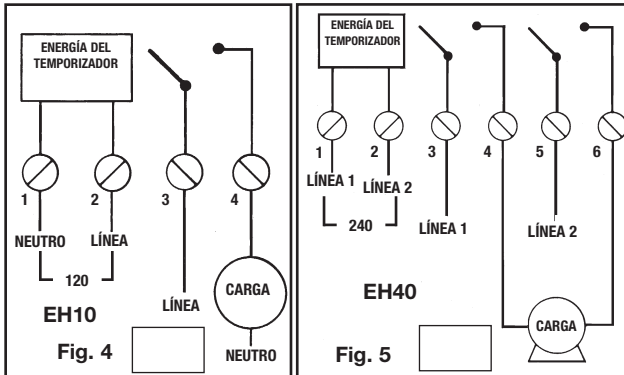 ENERGÍA DEL
TEMPORIZADOR
1 2 3 4
NEUTRO LÍNEA
120
LÍNEA
CARGA
NEUTRO
EH10
Fig. 4
ENERGÍA DEL
TEMPORIZADOR
1 2 3 4 5 6
LÍNEA 1 LÍNEA 2
240
LÍNEA 1
LÍNEA 2
CARGA
EH40
Fig. 5